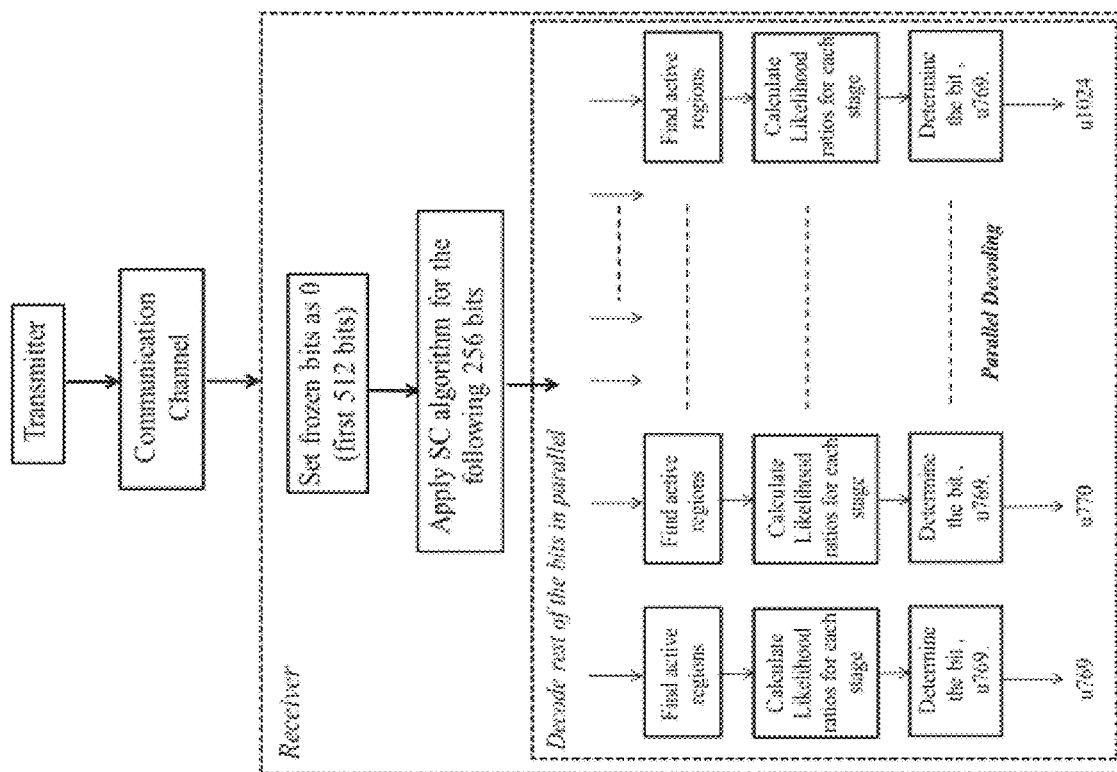 Transmitter
Communication
Channel
Receiver
Set frozen bits as 0
(first 512 bits)
Apply SC algorithm for the
following 256 bits
Decode rest of the bits in parallel
Find active
regions
Calculate
Likelihood
ratios for each
stage
Determine
the bit ,
u769.
u769
Find active
regions
Calculate
Likelihood
ratios for each
stage
Determine
the bit ,
u769.
u770
Parallel Decoding
Find active
regions
Calculate
Likelihood
ratios for each
stage
Determine
the bit ,
u769.
u1024